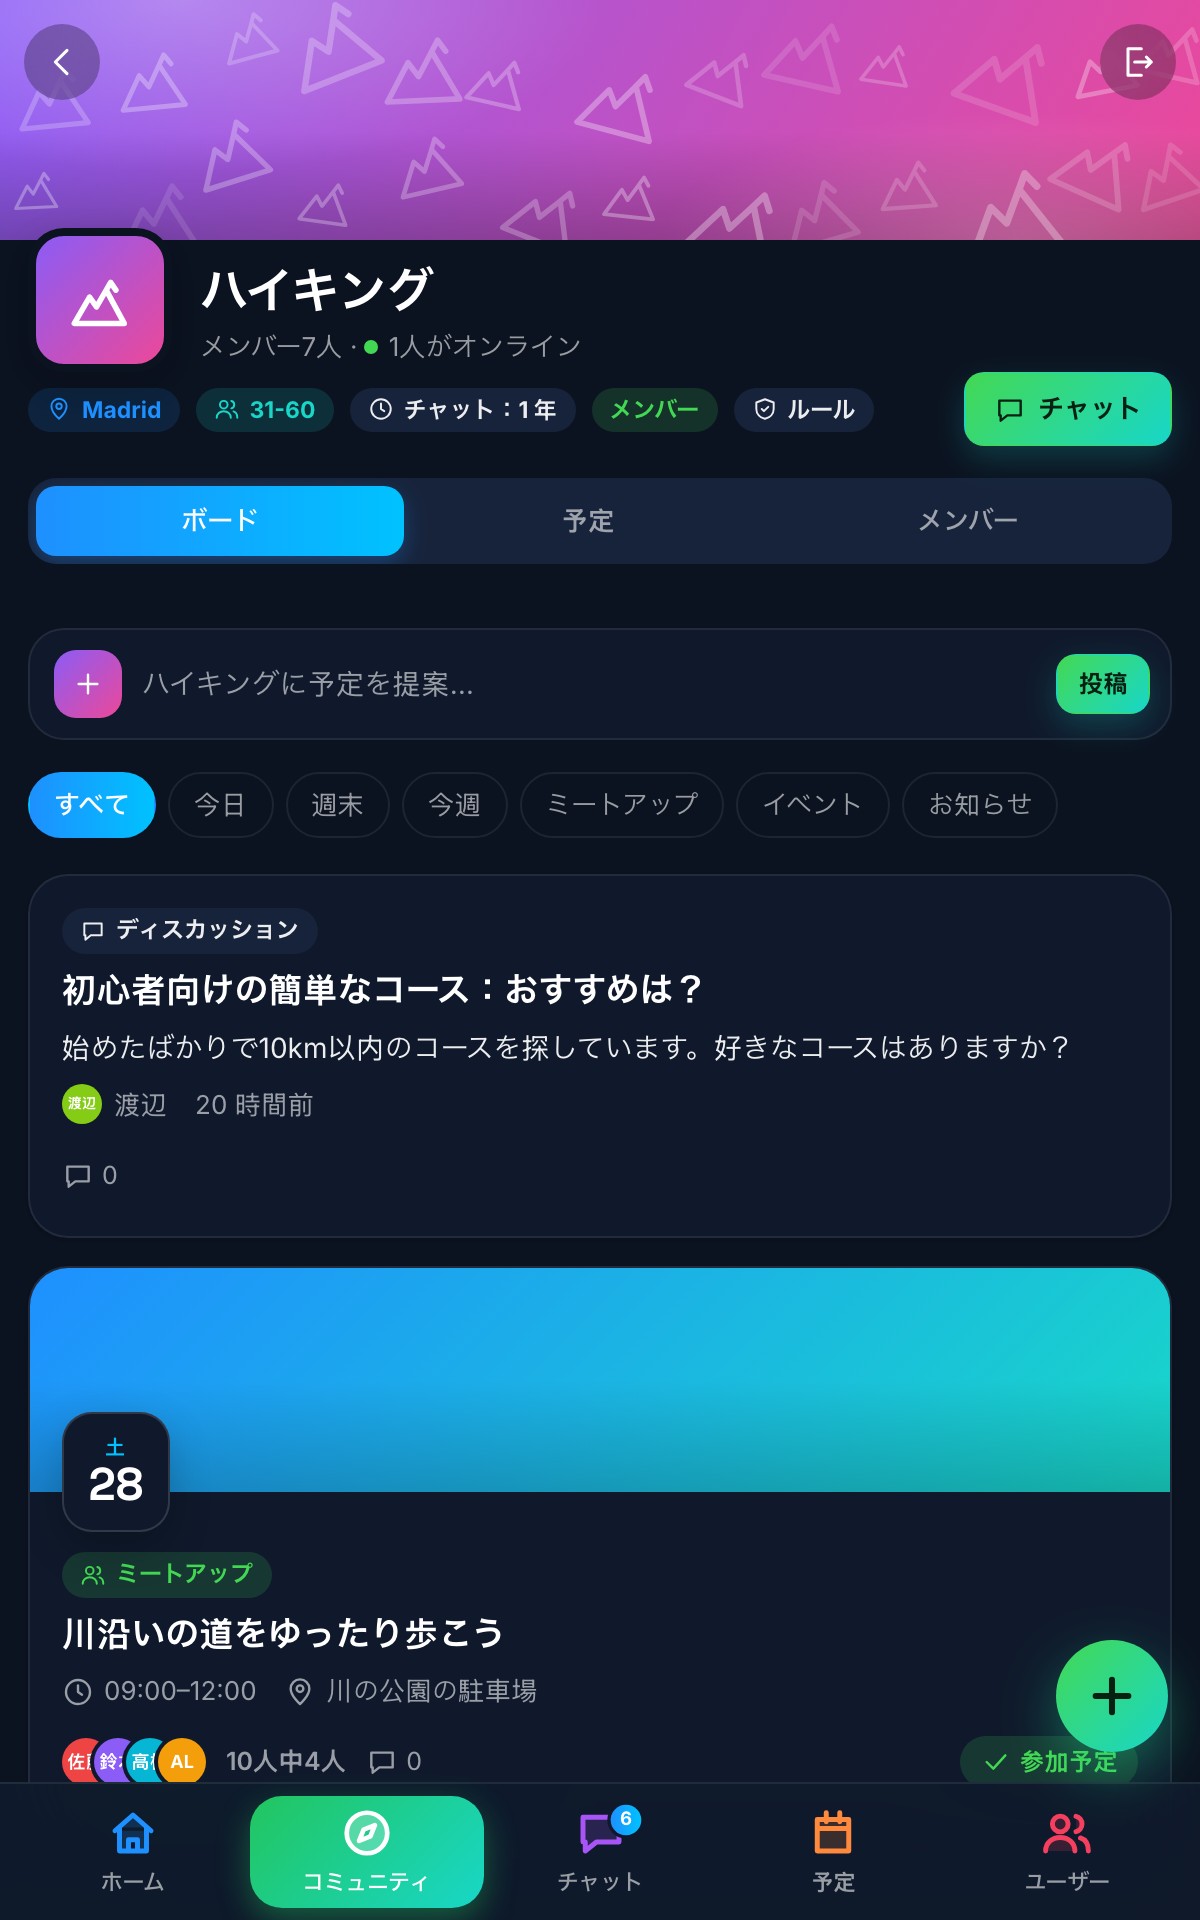 ハイキング
メンバー7人 · 1人がオンライン
Madrid 31-60 チャット：1年 メンバー ルール
チャット
ボード 予定 メンバー
ハイキングに予定を提案...
投稿
すべて 今日 週末 今週 ミートアップ イベント お知らせ
ディスカッション
初心者向けの簡単なコース：おすすめは？
始めたばかりで10km以内のコースを探しています。好きなコースはありますか？
渡辺 渡辺 20 時間前
0
土
28
ミートアップ
川沿いの道をゆったり歩こう
09:00–12:00 川の公園の駐車場
AL 10人中4人 0 参加予定
6
ホーム コミュニティ チャット 予定 ユーザー